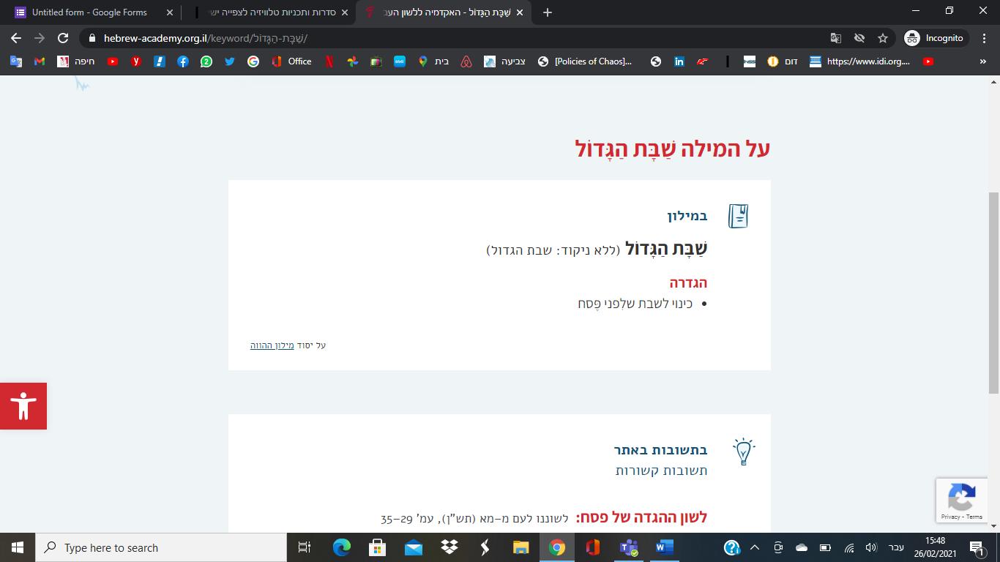 Untitled form - Google Forms
סדרות ותכניות טלוויזיה לצפייה ישי
שַׁבַּת הַגָּדוֹל - האקדמיה ללשון העב
hebrew-academy.org.il/keyword/שַׁבָּת-הַגָּדוֹל/
Incognito
חיפה
Office
בית
צביעה
[Policies of Chaos]...
דום
https://www.idi.org....
»
על המילה שַׁבָּת הַגָּדוֹל
במילון
שַׁבָּת הַגָּדוֹל (ללא ניקוד: שבת הגדול)
הגדרה
• כינוי לשבת שלִפני פֶּסח
על יסוד מילון ההווה
בתשובות באתר
תשובות קשורות
לשון ההגדה של פסח: לשוננו לעם מ–מא (תש"ן), עמ' 29–35
Privacy - Terms
Type here to search
עבר
15:48
26/02/2021
1